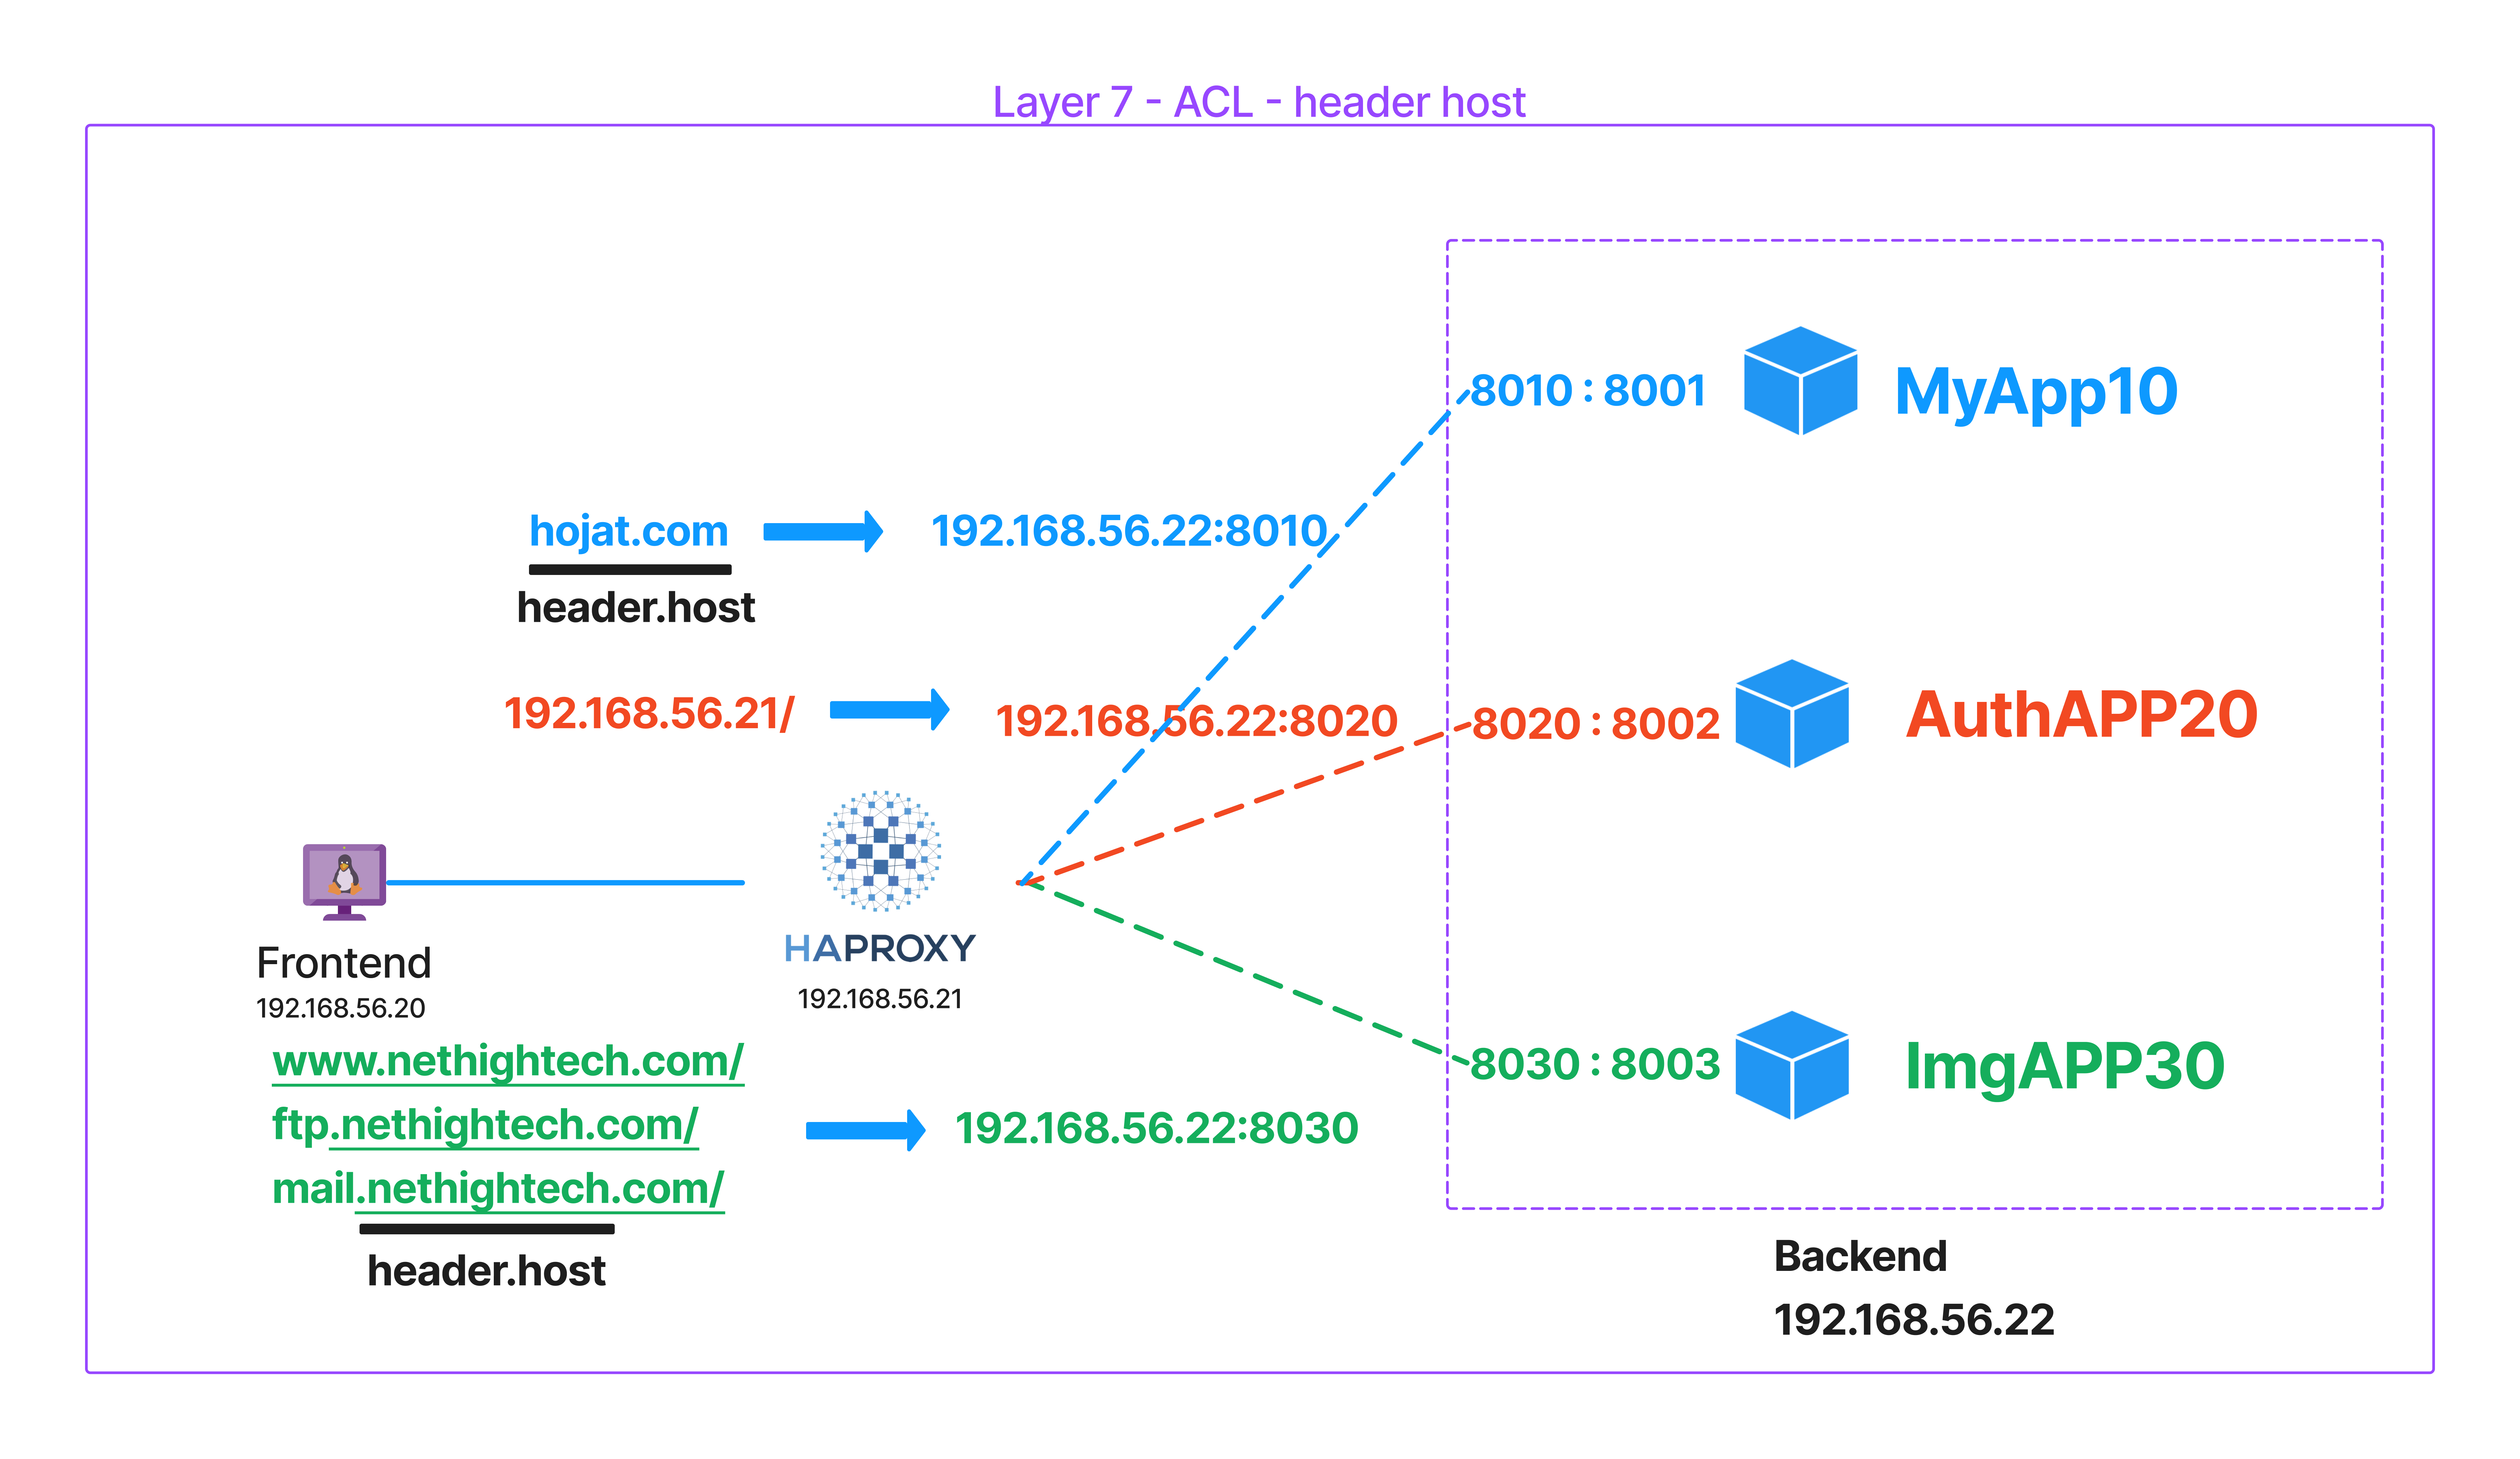 Layer 7 - ACL - header host
8010 : 8001
MyApp10
hojat.com
192.168.56.22:8010
header.host
192.168.56.21/
192.168.56.22:8020
8020 : 8002
AuthAPP20
HAPROXY
192.168.56.21
Frontend
192.168.56.20
www.nethightech.com/
ftp.nethightech.com/
mail.nethightech.com/
header.host
192.168.56.22:8030
8030 : 8003
ImgAPP30
Backend
192.168.56.22